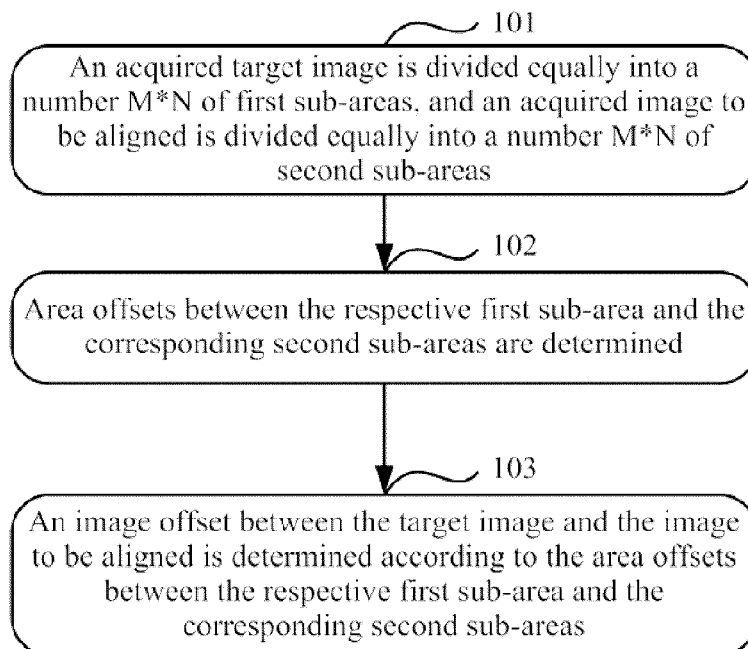 101
An acquired target image is divided equally into a
number M*N of first sub-areas, and an acquired image to
be aligned is divided equally into a number M*N of
second sub-areas
102
Area offsets between the respective first sub-area and the
corresponding second sub-areas are determined
103
An image offset between the target image and the image
to be aligned is determined according to the area offsets
between the respective first sub-area and the
corresponding second sub-areas